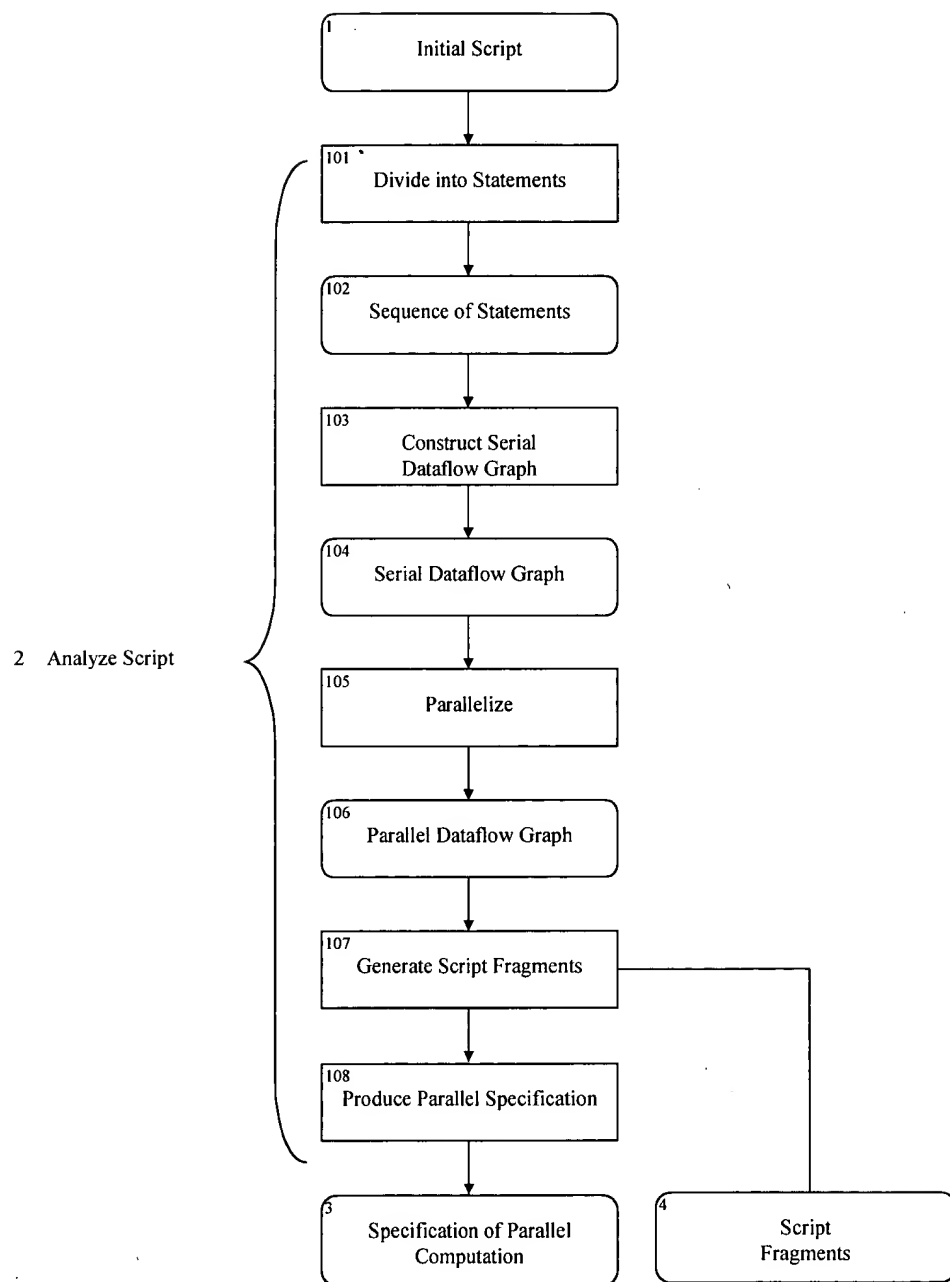 1
Initial Script
101
Divide into Statements
102
Sequence of Statements
103
Construct Serial
Dataflow Graph
104
Serial Dataflow Graph
2 Analyze Script
105
Parallelize
106
Parallel Dataflow Graph
107
Generate Script Fragments
108
Produce Parallel Specification
3
Specification of Parallel
Computation
4
Script
Fragments